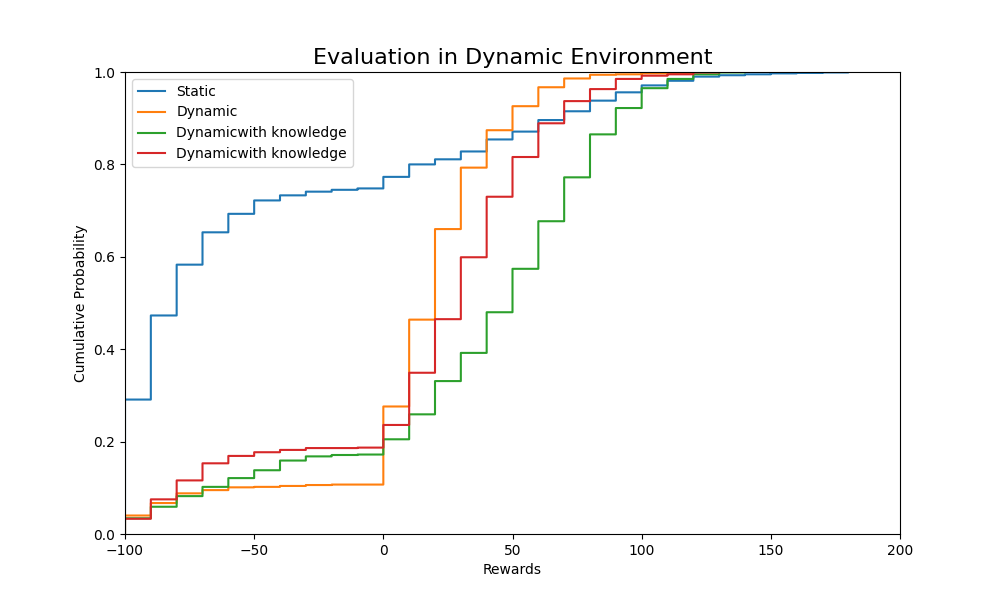 Evaluation in Dynamic Environment
1.0
0.8
0.6
0.4
0.2
0.0
Cumulative Probability
Static
Dynamic
Dynamicwith knowledge
Dynamicwith knowledge
−100
−50
0
50
100
150
200
Rewards